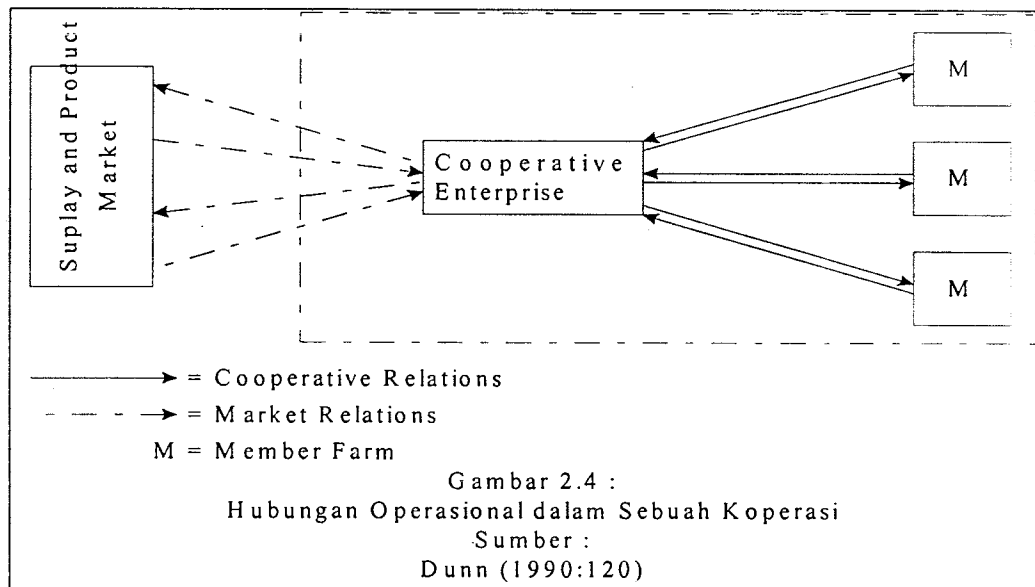 Suplay and Product
Market
Cooperative
Enterprise
M
M
M
= Cooperative Relations
= Market Relations
M = Member Farm
Gambar 2.4 :
Hubungan Operasional dalam Sebuah Koperasi
Sumber :
Dunn (1990:120)